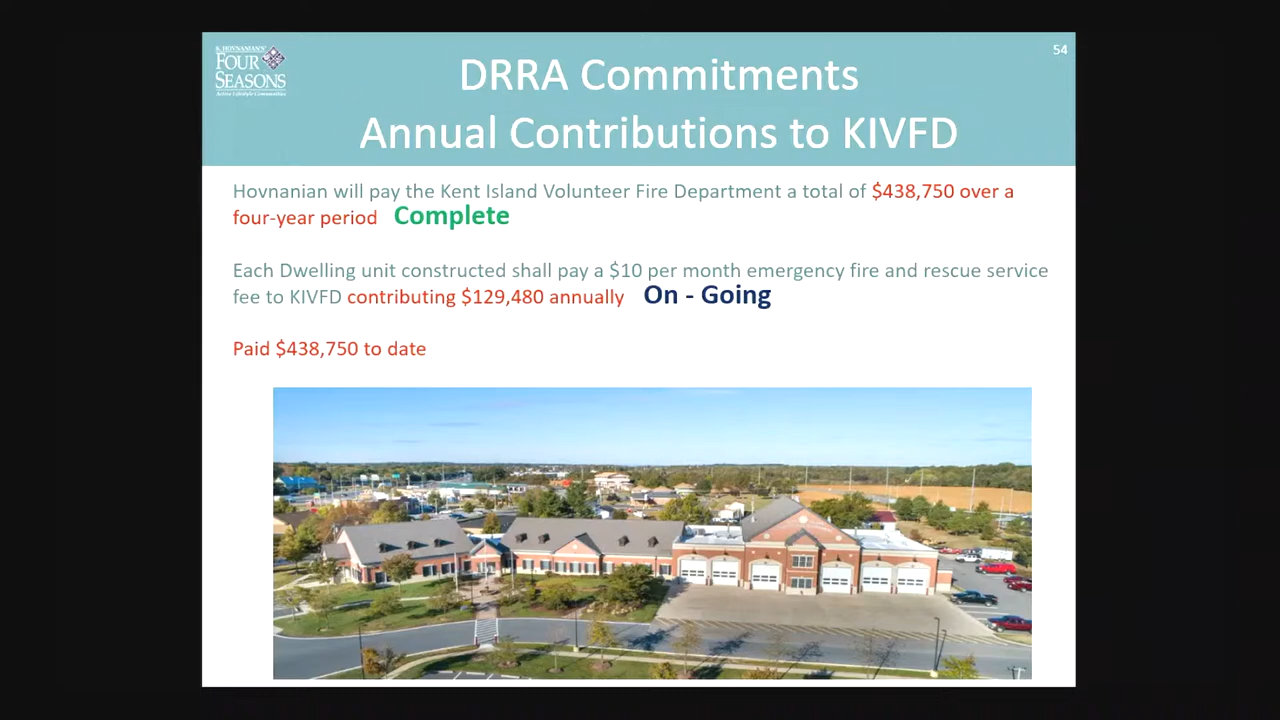 K. HOVNANIAN'S
FOUR
SEASONS
Active Lifestyle Communities
54
DRRA Commitments
Annual Contributions to KIVFD
Hovnanian will pay the Kent Island Volunteer Fire Department a total of $438,750 over a
four-year period Complete
Each Dwelling unit constructed shall pay a $10 per month emergency fire and rescue service
fee to KIVFD contributing $129,480 annually On - Going
Paid $438,750 to date